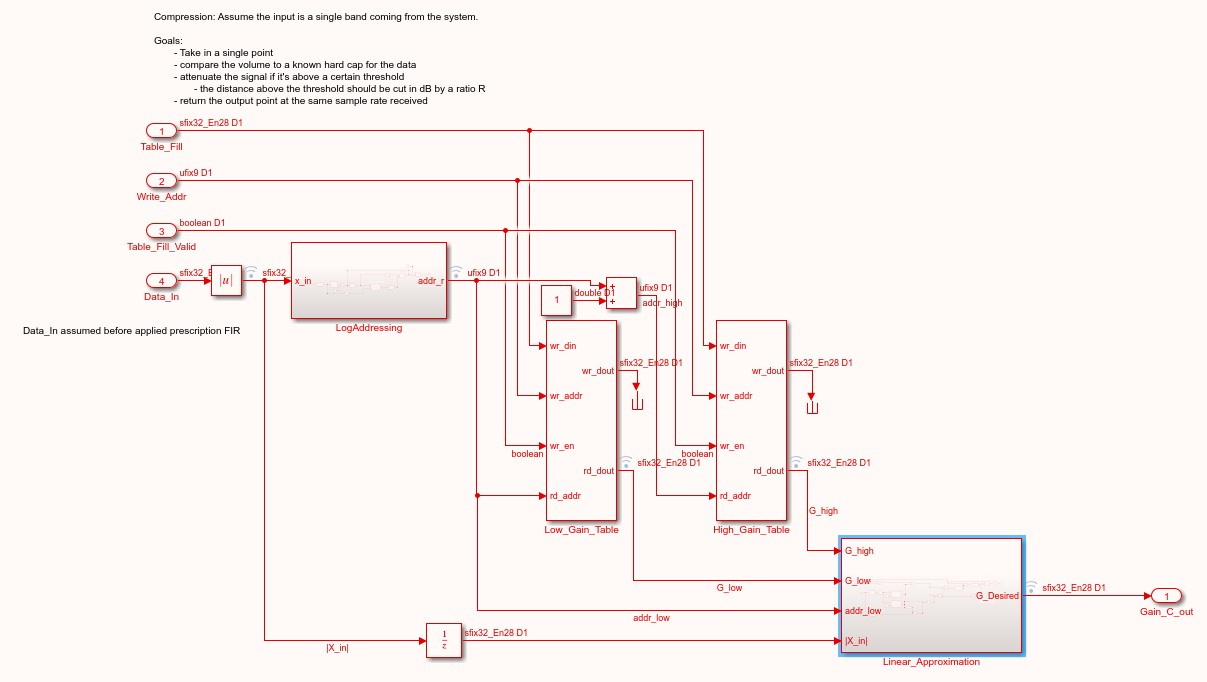 Compression: Assume the input is a single band coming from the system.
Goals:
- Take in a single point
- compare the volume to a known hard cap for the data
- attenuate the signal if it's above a certain threshold
- the distance above the threshold should be cut in dB by a ratio R
- return the output point at the same sample rate received
sfix32_En28 D1
1
Table_Fill
ufix9 D1
2
Write_Addr
boolean D1
3
Table_Fill_Valid
sfix32_E
4
Data_In
|u|
sfix32_
x_in
addr_r
LogAddressing
ufix9 D1
1
double D1
+
+
ufix9 D1
addr_high
Data_In assumed before applied prescription FIR
wr_din
wr_dout
wr_addr
wr_en
rd_dout
rd_addr
Low_Gain_Table
sfix32_En28 D1
boolean
sfix32_En28 D1
wr_din
wr_dout
wr_addr
wr_en
rd_dout
rd_addr
High_Gain_Table
sfix32_En28 D1
boolean
sfix32_En28 D1
G_high
G_low
addr_low
|X_in|
1
z
sfix32_En28 D1
G_high
G_low
addr_low
|X_in|
G_Desired
Linear_Approximation
sfix32_En28 D1
1
Gain_C_out